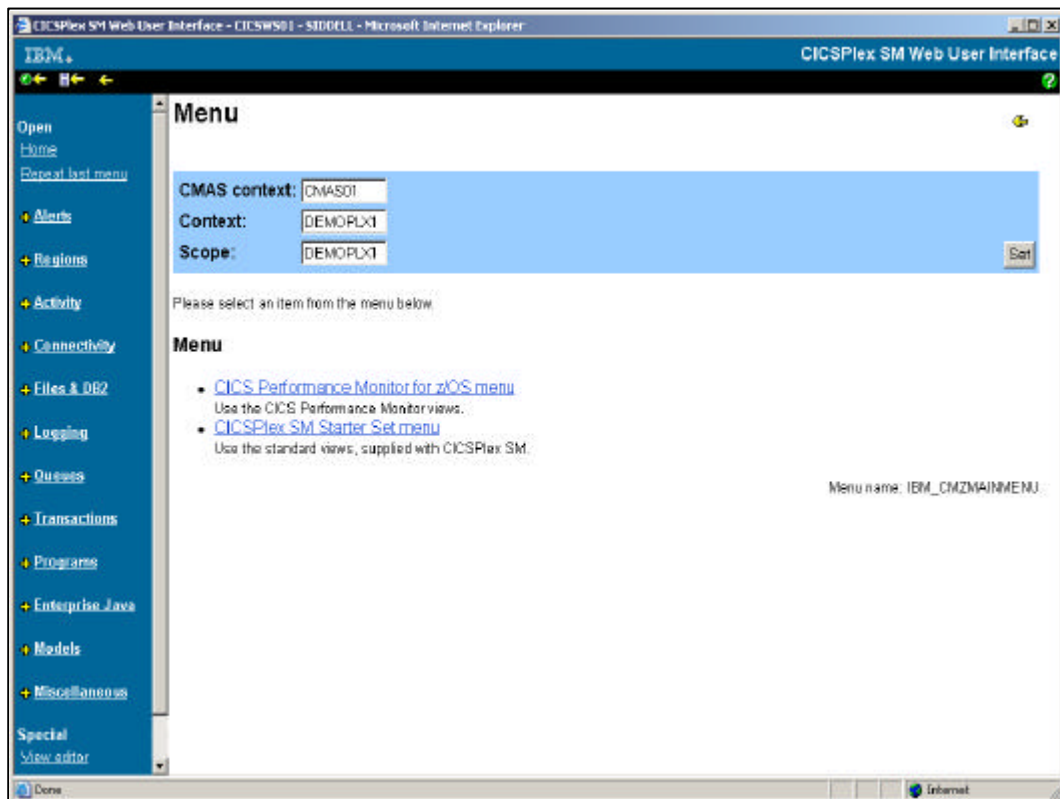 CICSPlex SM Web User Interface - CICSWS01 - SIDDELL - Microsoft Internet Explorer
IBM.
CICSPlex SM Web User Interface
Open
Home
Repeat last menu
Alerts
Regions
Activity
Connectivity
Files & DB2
Logging
Queues
Transactions
Programs
Enterprise Java
Models
Miscellaneous
Special
View editor
Menu
CMAS context: CMAS01
Context: DEMOPLX1
Scope: DEMOPLX1
Set
Please select an item from the menu below.
Menu
• CICS Performance Monitor for z/OS menu
Use the CICS Performance Monitor views.
• CICSPlex SM Starter Set menu
Use the standard views, supplied with CICSPlex SM.
Menu name: IBM_CMZMAINMENU
Done
Internet